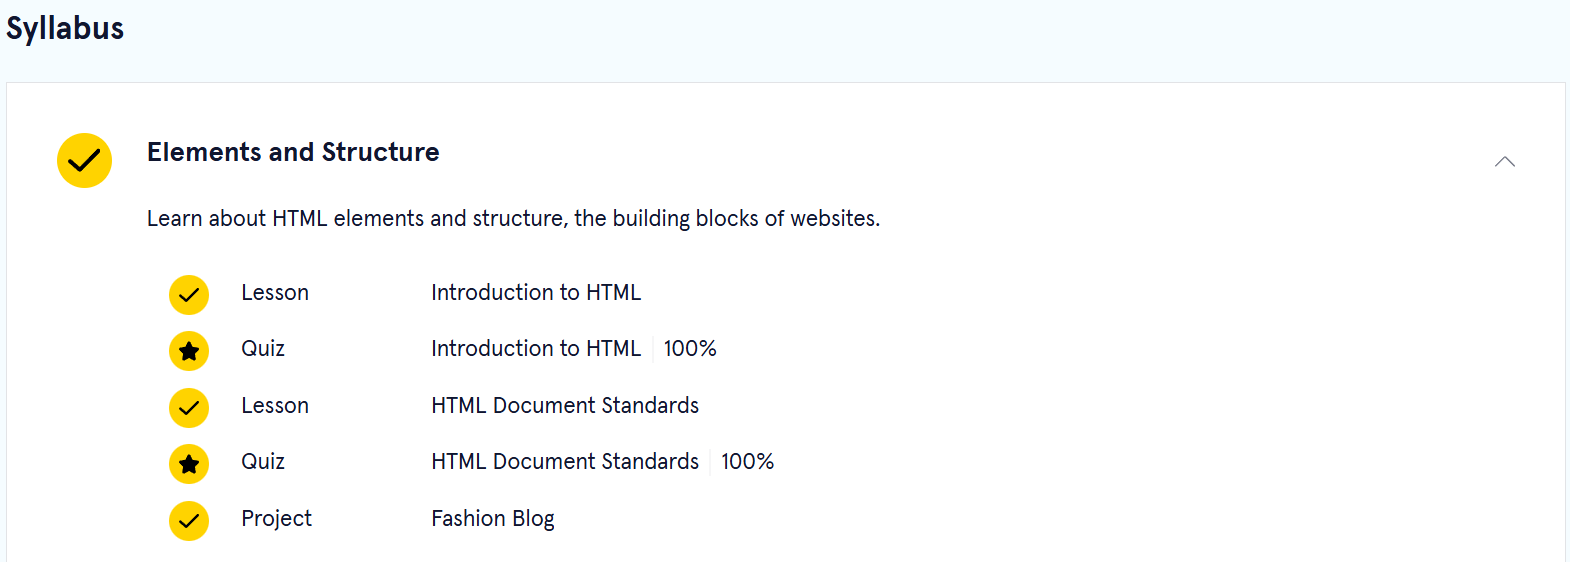 Syllabus
Elements and Structure
Learn about HTML elements and structure, the building blocks of websites.
Lesson Introduction to HTML
Quiz Introduction to HTML 100%
Lesson HTML Document Standards
Quiz HTML Document Standards 100%
Project Fashion Blog